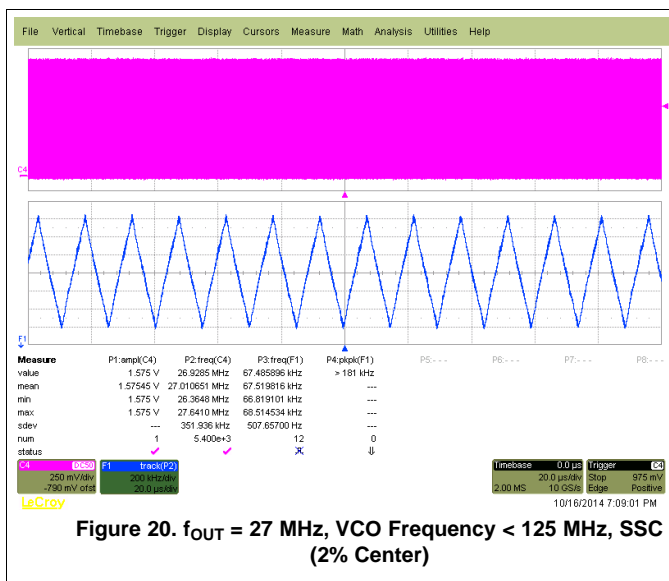 File Vertical Timebase Trigger Display Cursors Measure Math Analysis Utilities Help
C4
F1
Measure P1:ampl(C4) P2:freq(C4) P3:freq(F1) P4:pkpk(F1) P5:- - - P6:- - - P7:- - - P8:- - -
value 1.575 V 26.9285 MHz 67.485896 kHz > 181 kHz
mean 1.57545 V 27.010651 MHz 67.519816 kHz ---
min 1.575 V 26.3648 MHz 66.819101 kHz ---
max 1.575 V 27.6410 MHz 68.514534 kHz ---
sdev --- 351.936 kHz 507.65700 Hz ---
num 1 5.400e+3 12 0
status
C4 DC50 F1 track(P2) Timebase 0.0 µs Trigger C4
250 mV/div 200 kHz/div 20.0 µs/div Stop 975 mV
-790 mV ofst 20.0 µs/div 2.00 MS 10 GS/s Edge Positive
LeCroy 10/16/2014 7:09:01 PM
Figure 20. fOUT = 27 MHz, VCO Frequency < 125 MHz, SSC
(2% Center)